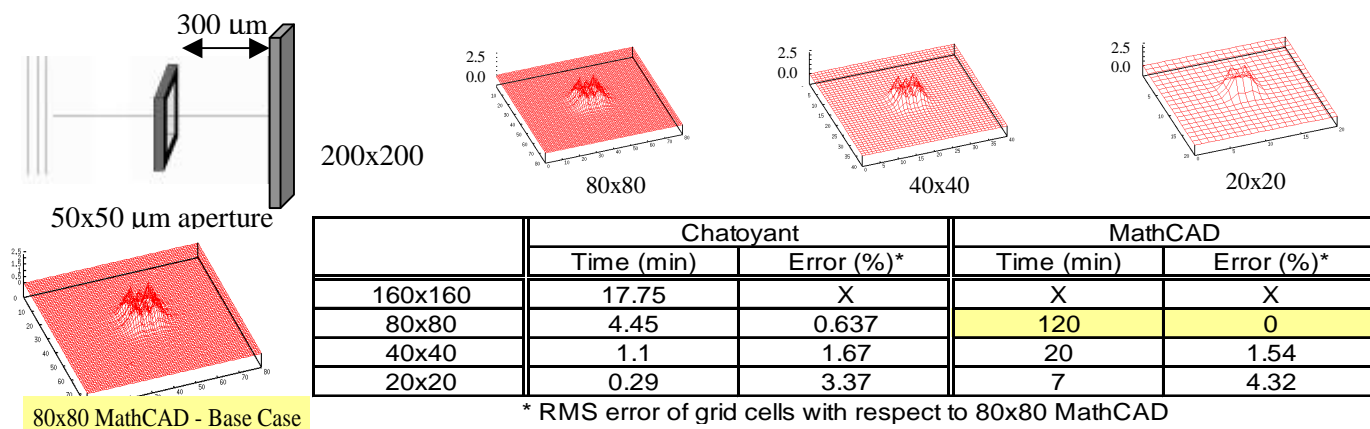 300 µm
200x200
50x50 µm aperture
2.5
0.0
80x80
2.5
0.0
40x40
2.5
0.0
20x20
Chatoyant MathCAD
Time (min) Error (%)* Time (min) Error (%)*
160x160 17.75 X X X
80x80 4.45 0.637 120 0
40x40 1.1 1.67 20 1.54
20x20 0.29 3.37 7 4.32
* RMS error of grid cells with respect to 80x80 MathCAD
80x80 MathCAD - Base Case